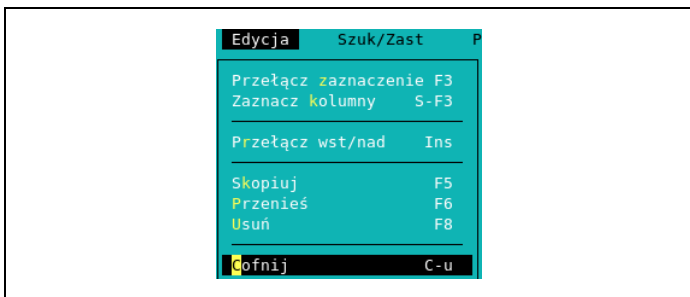 Edycja Szuk/Zast P
Przełącz zaznaczenie F3
Zaznacz kolumny S-F3
Przełącz wst/nad Ins
Skopiuj F5
Przenieś F6
Usuń F8
Cofnij C-u